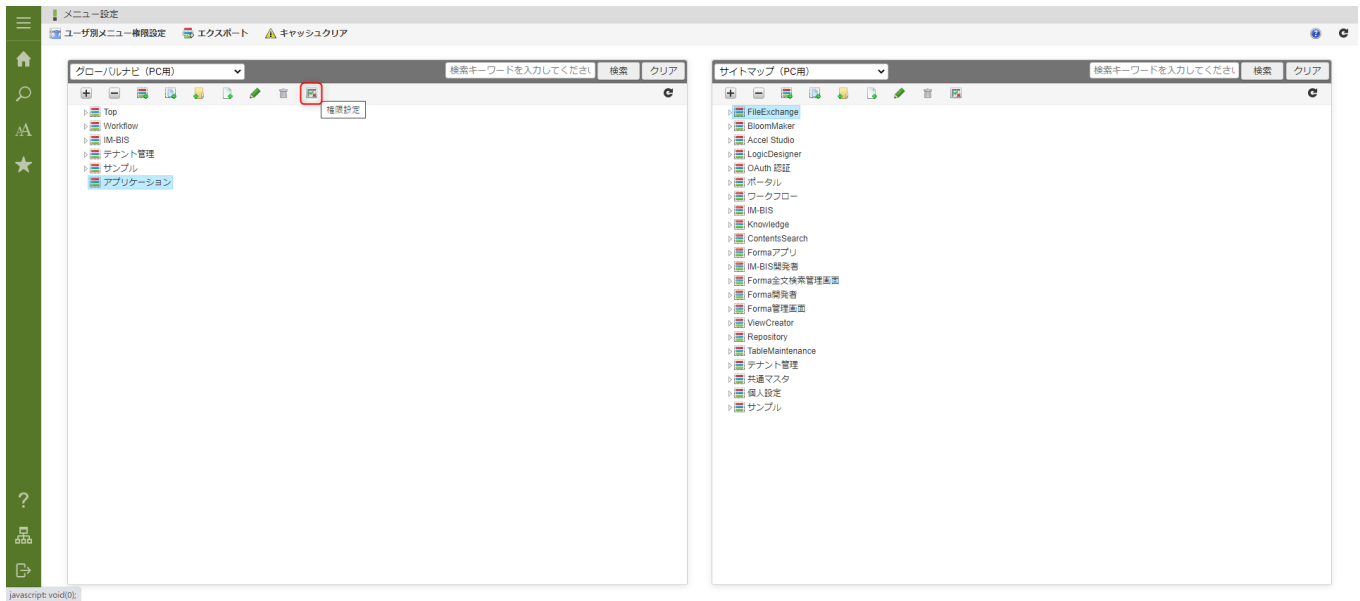 メニュー設定
ユーザ別メニュー権限設定 エクスポート キャッシュクリア
グローバルナビ（PC用） 検索キーワードを入力してください 検索 クリア
権限設定
Top
Workflow
IM-BIS
テナント管理
サンプル
アプリケーション
サイトマップ（PC用） 検索キーワードを入力してください 検索 クリア
FileExchange
BloomMaker
Accel Studio
LogicDesigner
OAuth 認証
ポータル
ワークフロー
IM-BIS
Knowledge
ContentsSearch
Formaアプリ
IM-BIS開発者
Forma全文検索管理画面
Forma開発者
Forma管理画面
ViewCreator
Repository
TableMaintenance
テナント管理
共通マスタ
個人設定
サンプル
javascript: void(0);